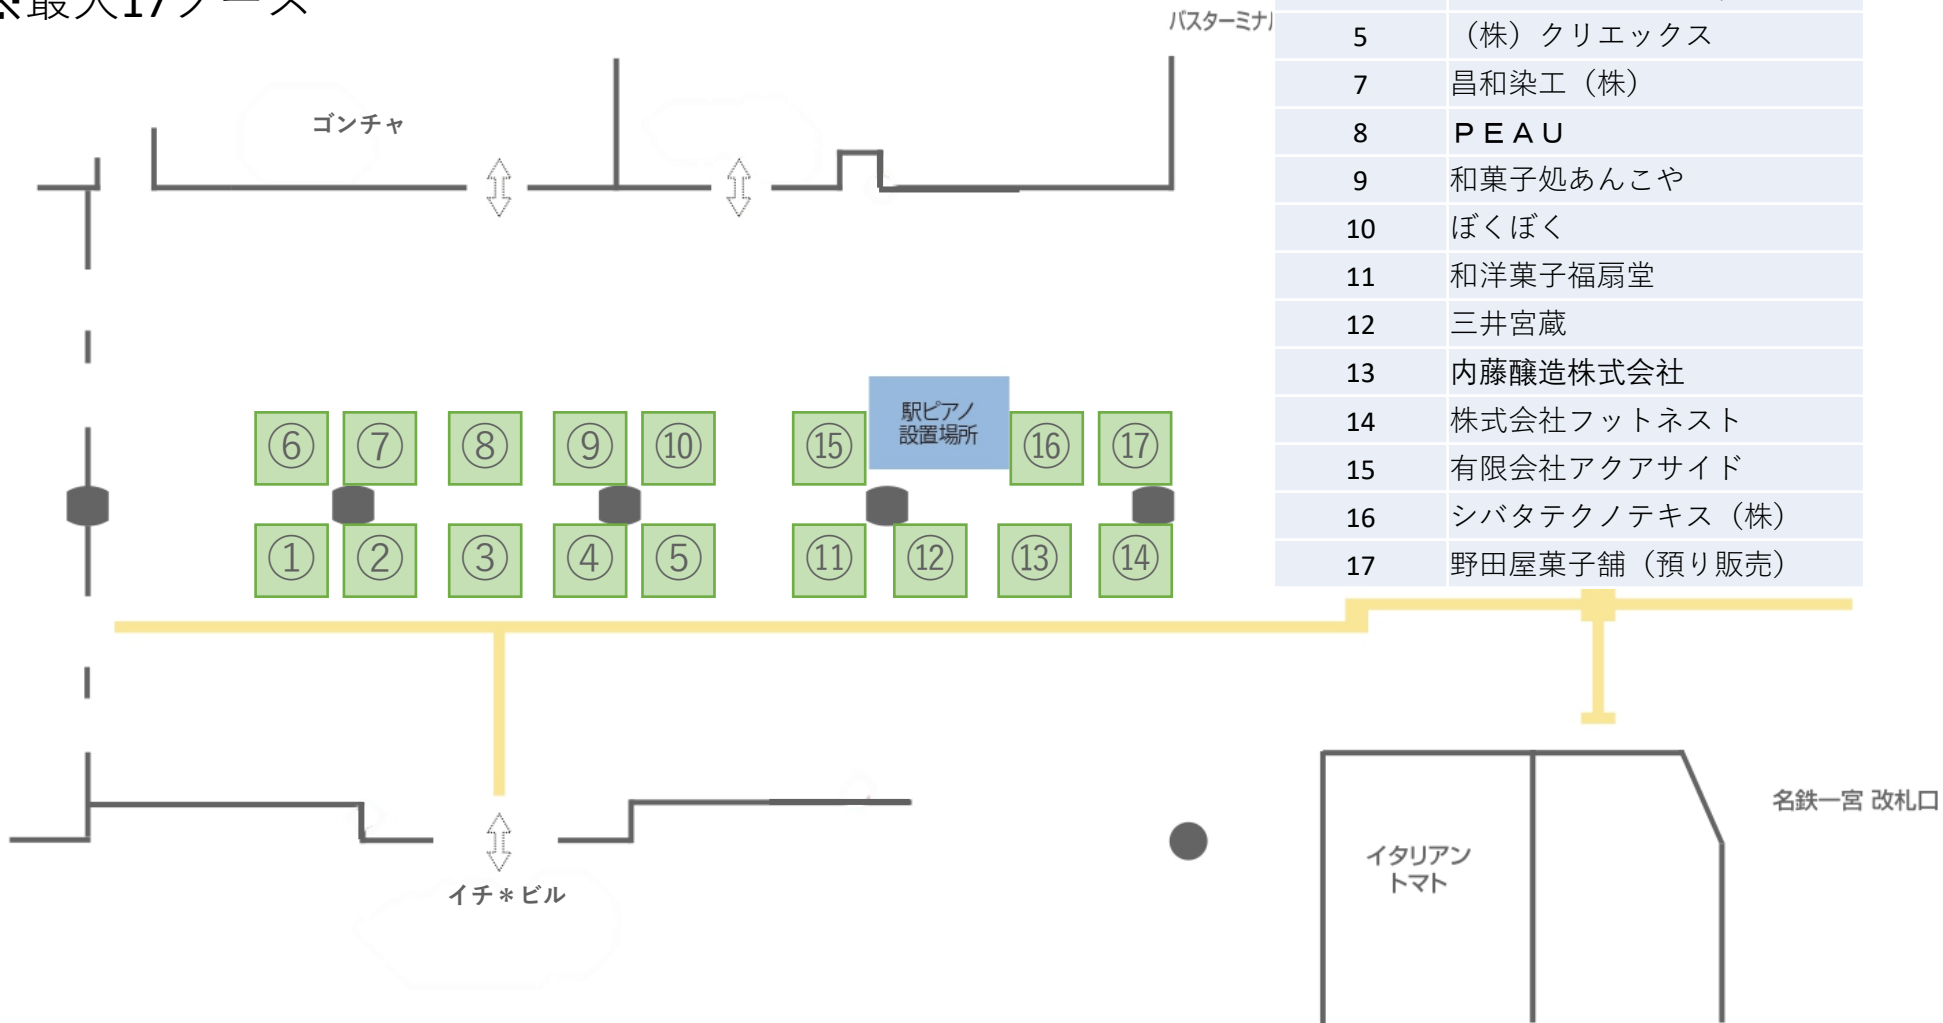 ※最大17ブース
バスターミナル
5 （株）クリエックス
7 昌和染工（株）
8 ＰＥＡＵ
9 和菓子処あんこや
10 ぼくぼく
11 和洋菓子福扇堂
12 三井宮蔵
13 内藤醸造株式会社
14 株式会社フットネスト
15 有限会社アクアサイド
16 シバタテクノテキス（株）
17 野田屋菓子舗（預り販売）
ゴンチャ
駅ピアノ
設置場所
⑥ ⑦ ⑧ ⑨ ⑩ ⑮ ⑯ ⑰
① ② ③ ④ ⑤ ⑪ ⑫ ⑬ ⑭
名鉄一宮 改札口
イタリアン
トマト
イチ＊ビル